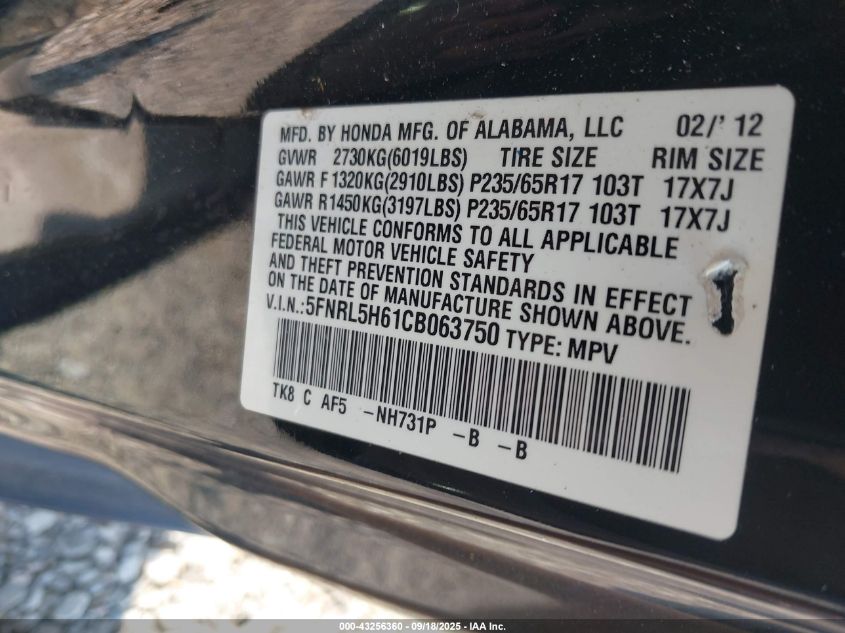 MFD. BY HONDA MFG. OF ALABAMA, LLC 02/' 12
GVWR 2730KG(6019LBS) TIRE SIZE RIM SIZE
GAWR F1320KG(2910LBS) P235/65R17 103T 17X7J
GAWR R1450KG(3197LBS) P235/65R17 103T 17X7J
THIS VEHICLE CONFORMS TO ALL APPLICABLE
FEDERAL MOTOR VEHICLE SAFETY
AND THEFT PREVENTION STANDARDS IN EFFECT
ON THE DATE OF MANUFACTURE SHOWN ABOVE.
V.I.N.:5FNRL5H61CB063750 TYPE: MPV
TK8 C AF5 -NH731P -B -B
000-43256360 - 09/18/2025 - IAA Inc.